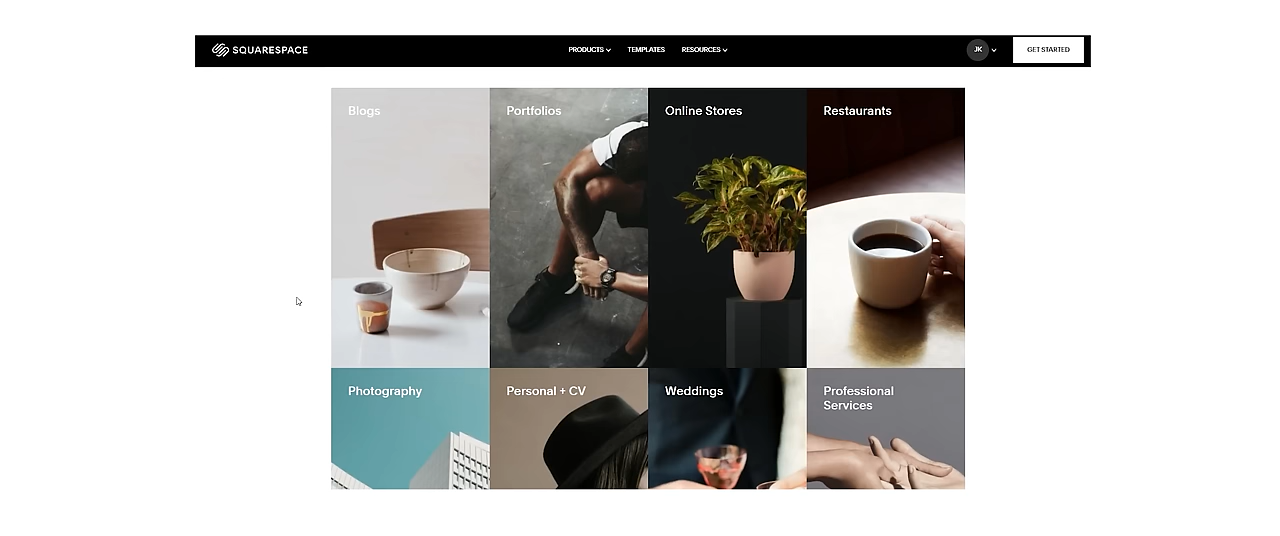 SQUARESPACE
PRODUCTS
TEMPLATES
RESOURCES
JK
GET STARTED
Blogs
Portfolios
Online Stores
Restaurants
Photography
Personal + CV
Weddings
Professional
Services